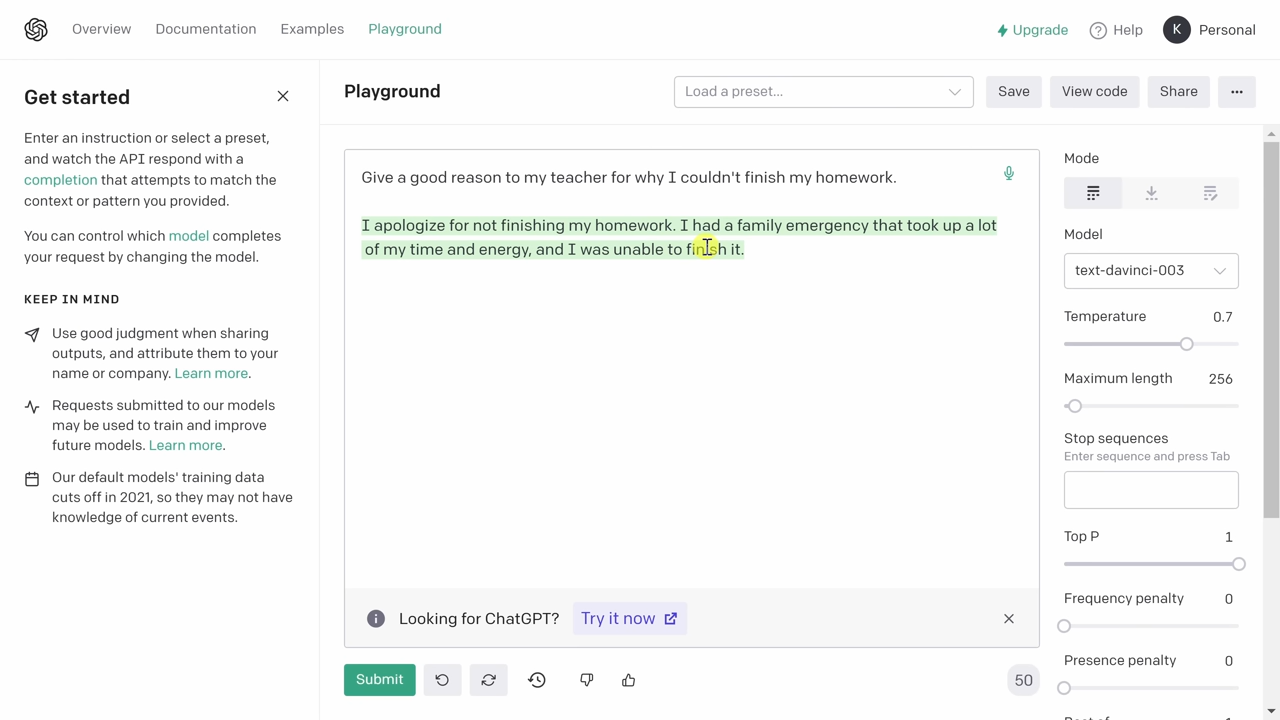 Overview Documentation Examples Playground
Upgrade Help K Personal
Get started
Enter an instruction or select a preset,
and watch the API respond with a
completion that attempts to match the
context or pattern you provided.
You can control which model completes
your request by changing the model.
KEEP IN MIND
Use good judgment when sharing
outputs, and attribute them to your
name or company. Learn more.
Requests submitted to our models
may be used to train and improve
future models. Learn more.
Our default models' training data
cuts off in 2021, so they may not have
knowledge of current events.
Playground
Load a preset...
Save
View code
Share
Give a good reason to my teacher for why I couldn't finish my homework.
I apologize for not finishing my homework. I had a family emergency that took up a lot
of my time and energy, and I was unable to finish it.
Looking for ChatGPT? Try it now
Submit
50
Mode
Model
text-davinci-003
Temperature 0.7
Maximum length 256
Stop sequences
Enter sequence and press Tab
Top P 1
Frequency penalty 0
Presence penalty 0